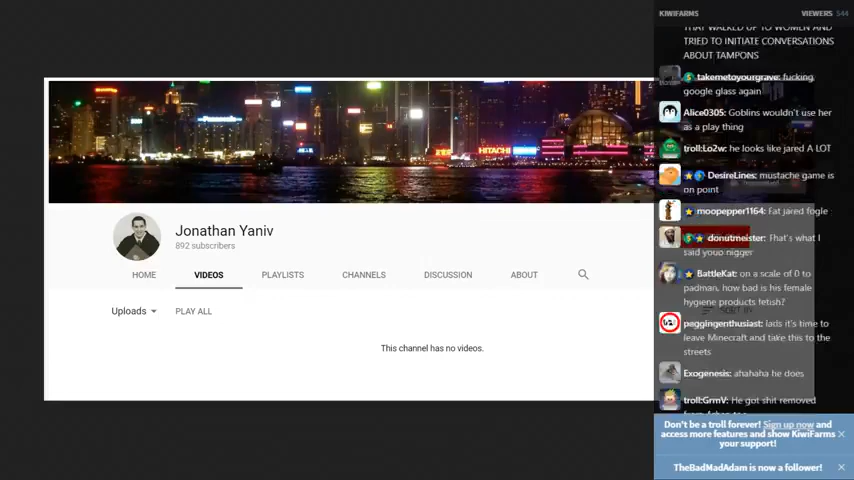 KIWIFARMS
VIEWERS 544
THAT WALKED UP TO WOMEN AND
TRIED TO INITIATE CONVERSATIONS
ABOUT TAMPONS
takemetoyourgrave: fucking
google glass again
Alice0305: Goblins wouldn't use her
as a play thing
troll:Lo2w: he looks like jared A LOT
DesireLines: mustache game is
on point
moopepper1164: Eat jared fogle
donutmeister: That's what I
said youo nigger
BattleKat: on a scale of 0 to
padman, how bad is his female
hygiene products fetish?
peggingenthusiast: lads it's time to
leave Minecraft and take this to the
streets
Exogenesis: ahahaha he does
troll:GrmV: He got shit removed
Don't be a troll forever! Sign up now and
access more features and show KiwiFarms
your support!
TheBadMadAdam is now a follower!
Panasonic
HITACHI
Jonathan Yaniv
892 subscribers
HOME
VIDEOS
PLAYLISTS
CHANNELS
DISCUSSION
ABOUT
Uploads
PLAY ALL
SORT BY
This channel has no videos.